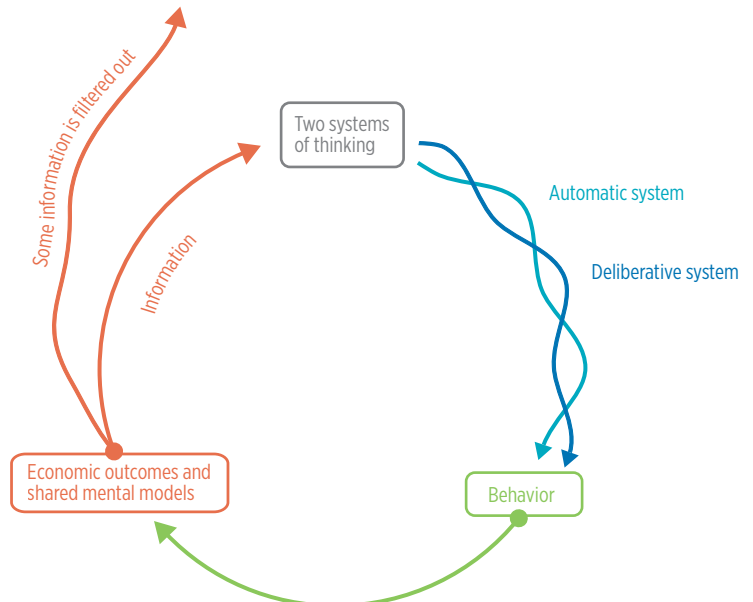 Some information is filtered out
Two systems
of thinking
Automatic system
Information
Deliberative system
Economic outcomes and
shared mental models
Behavior